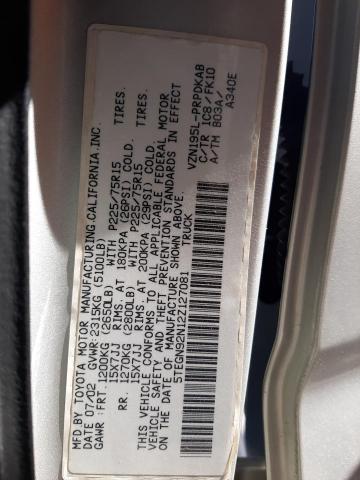 MFD BY TOYOTA MOTOR MANUFACTURING, CALIFORNIA, INC.
DATE 07/02 GVWR: 2315KG (5100LB)
GAWR: FRT. 1200KG (2650LB) WITH P225/75R15 TIRES.
15X7JJ RIMS. AT 180KPA (26PSI) COLD.
RR. 1270KG (2800LB) WITH P225/75R15 TIRES.
15X7JJ RIMS. AT 200KPA (29PSI) COLD.
THIS VEHICLE CONFORMS TO ALL APPLICABLE FEDERAL MOTOR
VEHICLE SAFETY AND THEFT PREVENTION STANDARDS IN EFFECT
ON THE DATE OF MANUFACTURE SHOWN ABOVE.
5TEGN92N12Z127081 TRUCK
VZN195L-PRPDKAB
C/TR 1C8/FK10
A/TM B03A/
A340E